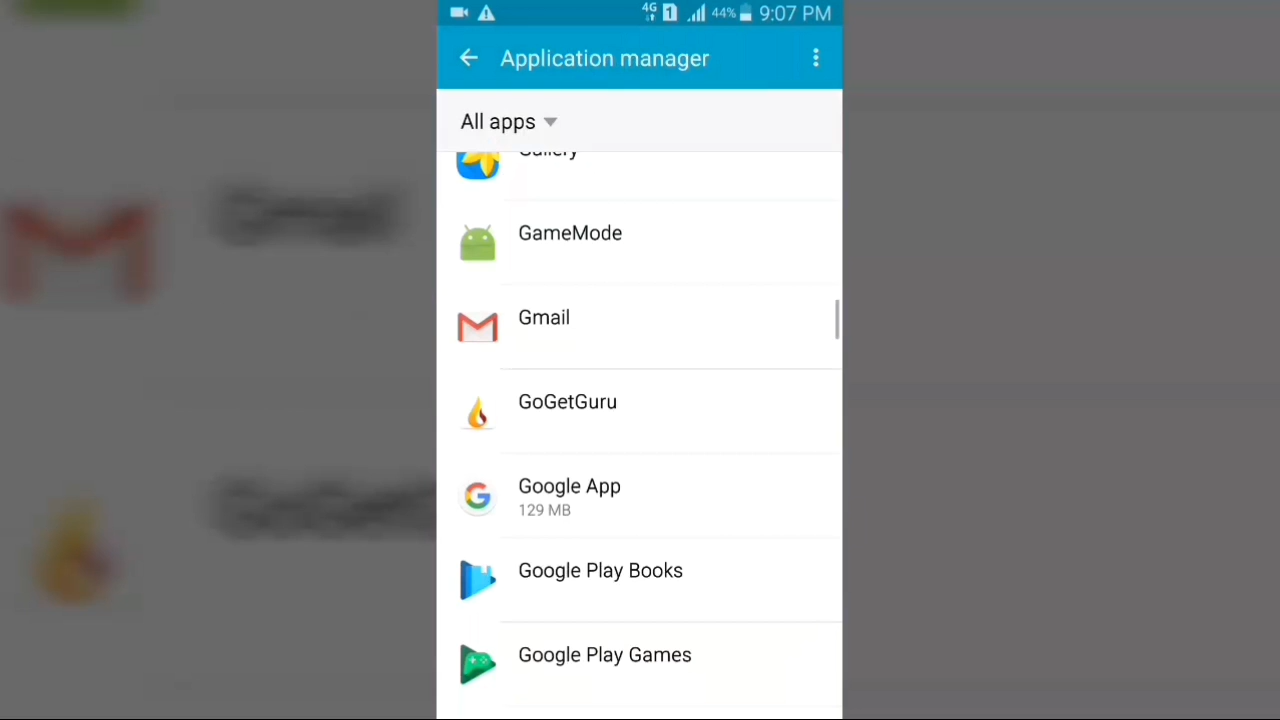 4G 1 44% 9:07 PM
Application manager
All apps
Gallery
GameMode
Gmail
GoGetGuru
Google App
129 MB
Google Play Books
Google Play Games